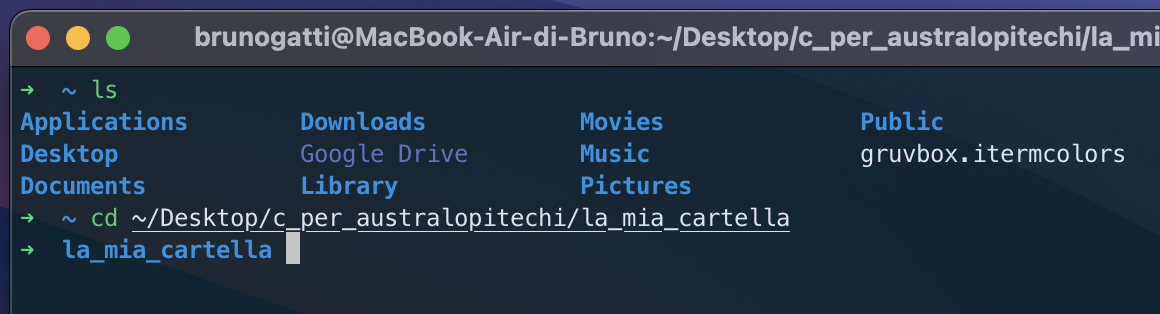 brunogatti@MacBook-Air-di-Bruno:~/Desktop/c_per_australopitechi/la_mi
➜ ~ ls
Applications Downloads Movies Public
Desktop Google Drive Music gruvbox.itermcolors
Documents Library Pictures
➜ ~ cd ~/Desktop/c_per_australopitechi/la_mia_cartella
➜ la_mia_cartella